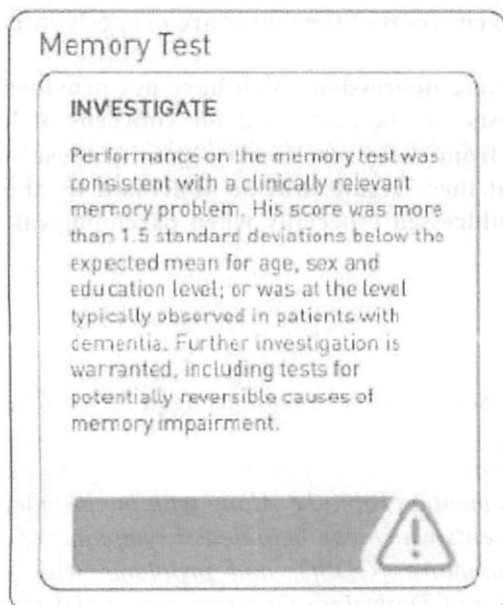 Memory Test
INVESTIGATE
Performance on the memory test was
consistent with a clinically relevant
memory problem. His score was more
than 1.5 standard deviations below the
expected mean for age, sex and
education level; or was at the level
typically observed in patients with
cementia. Further investigation is
warranted, including tests for
potentially reversible causes of
memory impairment.